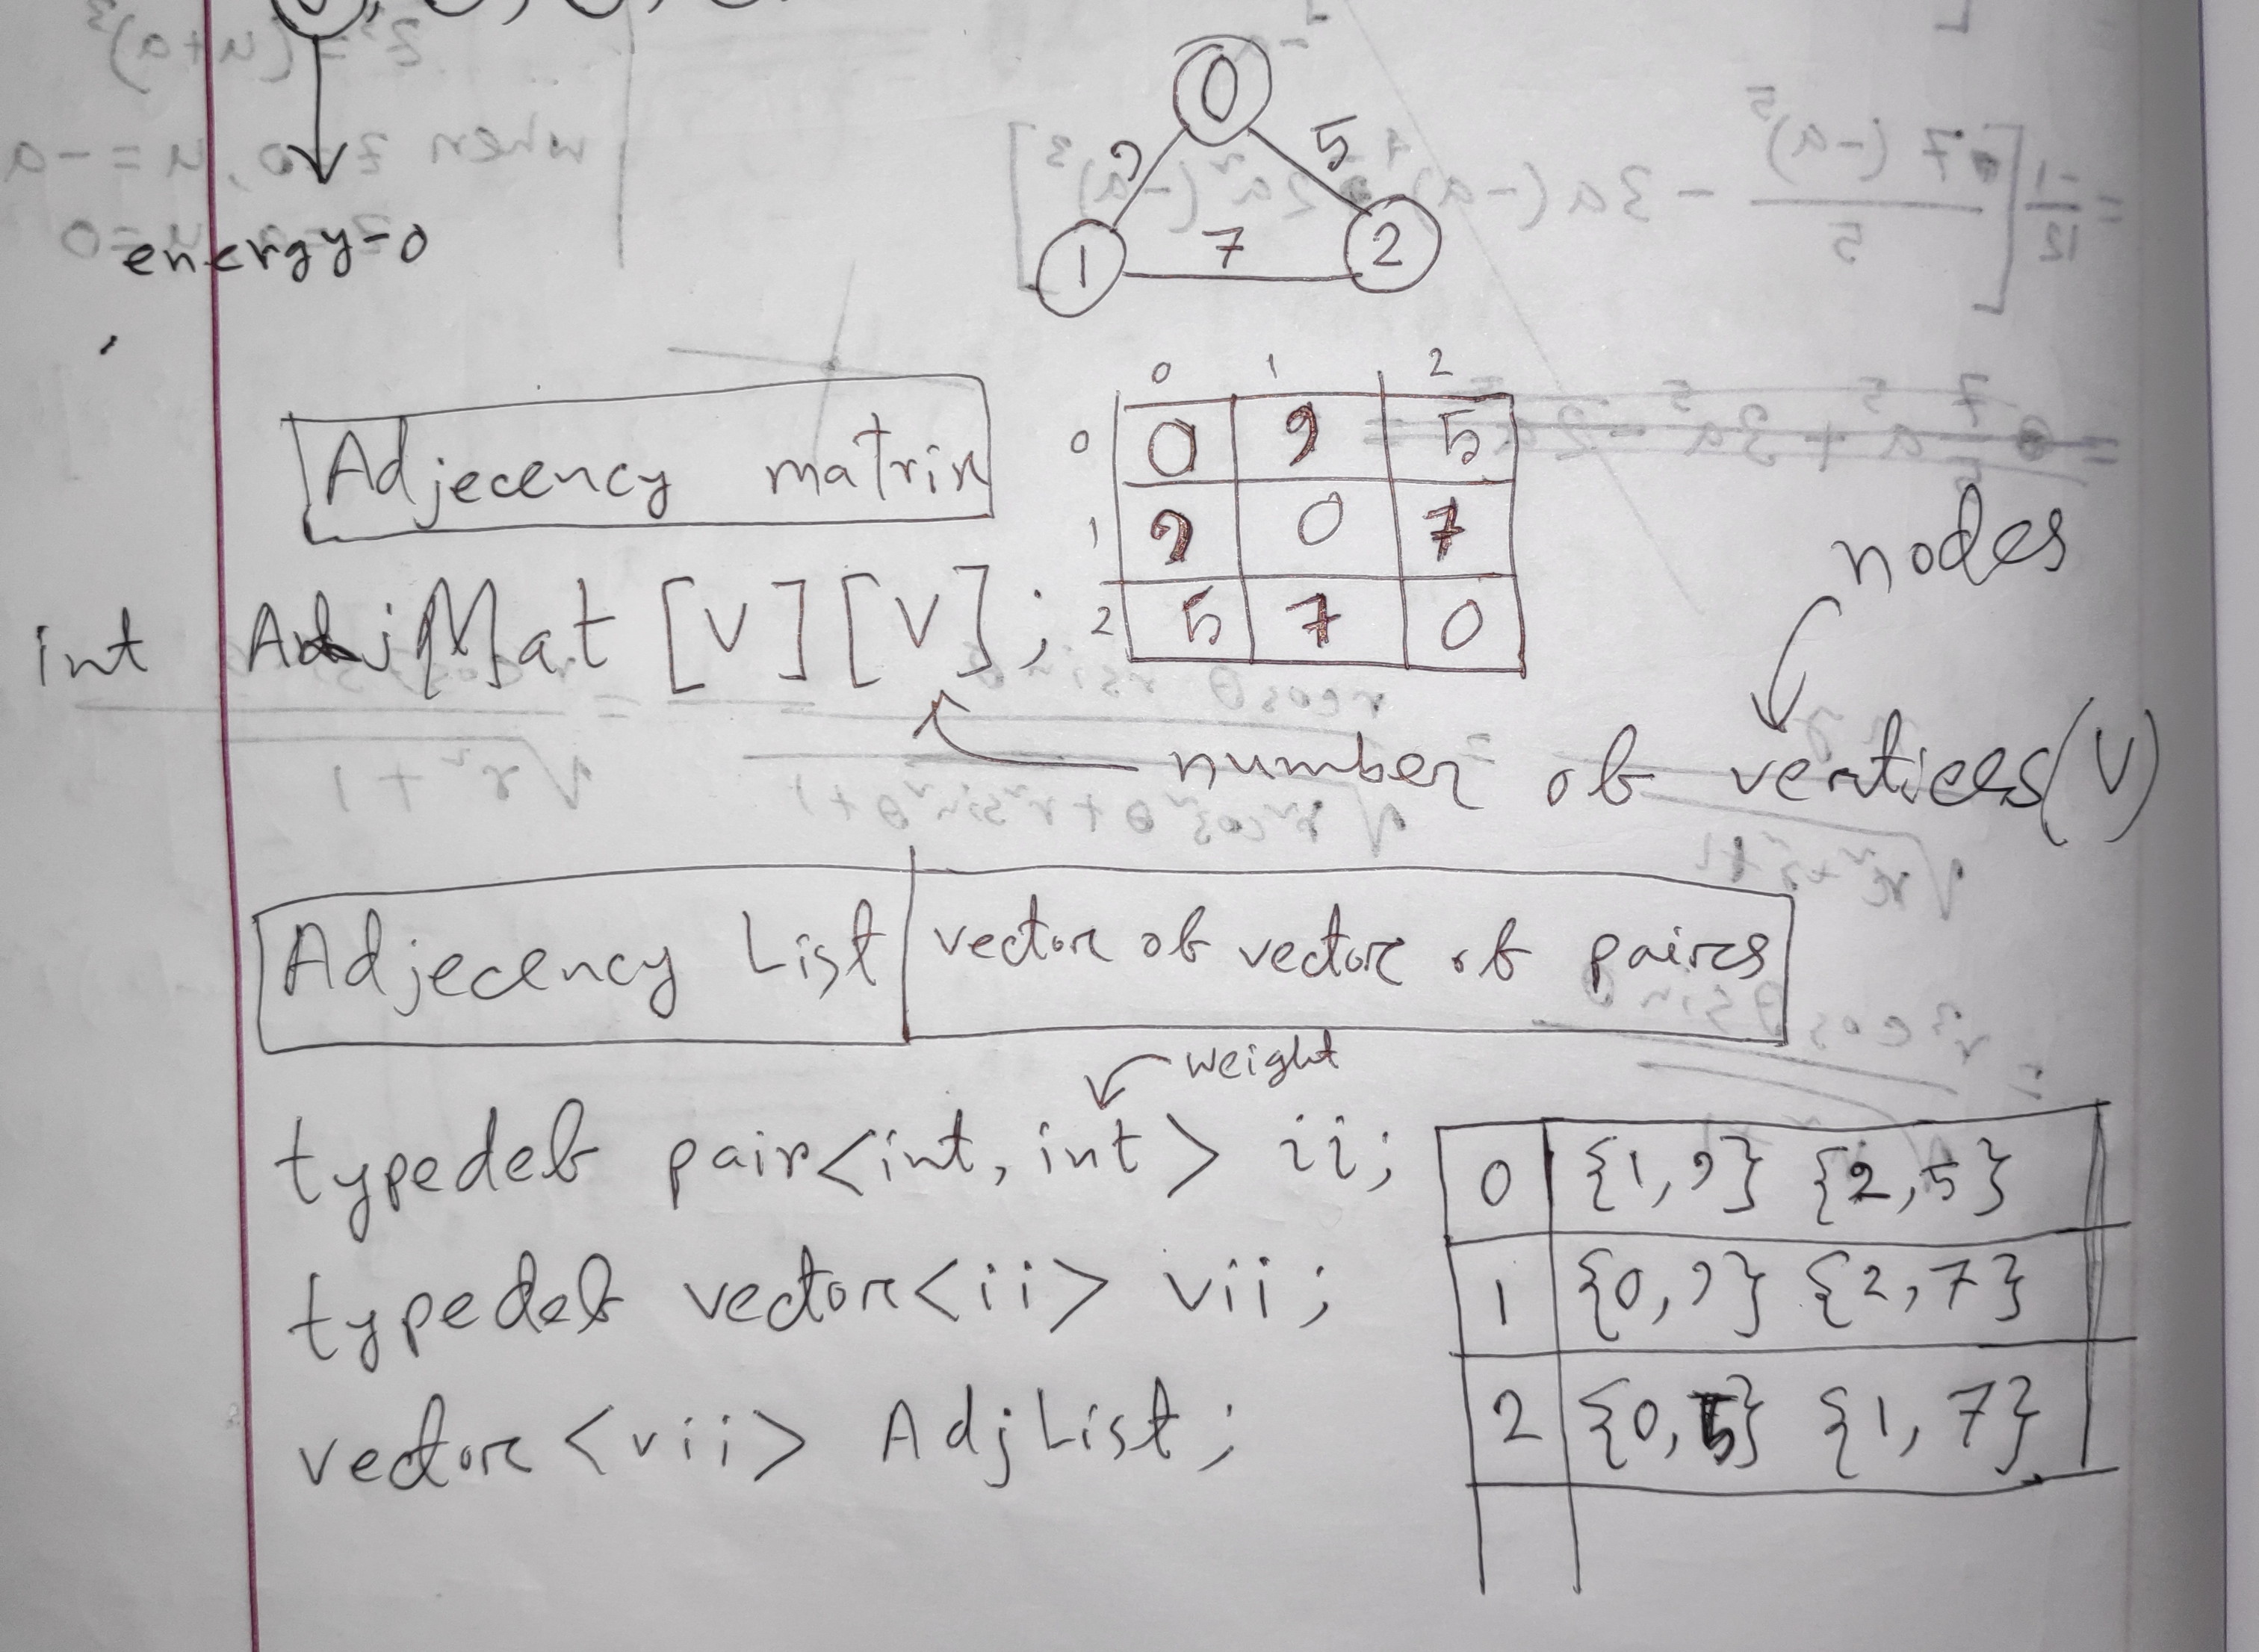 0
9 5
1 7 2
energy=0
0 1 2
Adjecency matrix
0 0 9 5
1 9 0 7
2 5 7 0
nodes
int AdjMat[V][V];
number of vertices(V)
Adjecency List vector of vector of pairs
weight
typedef pair<int, int> ii;
0 {1,9} {2,5}
typedef vector<ii> vii;
1 {0,9} {2,7}
vector<vii> AdjList;
2 {0,5} {1,7}